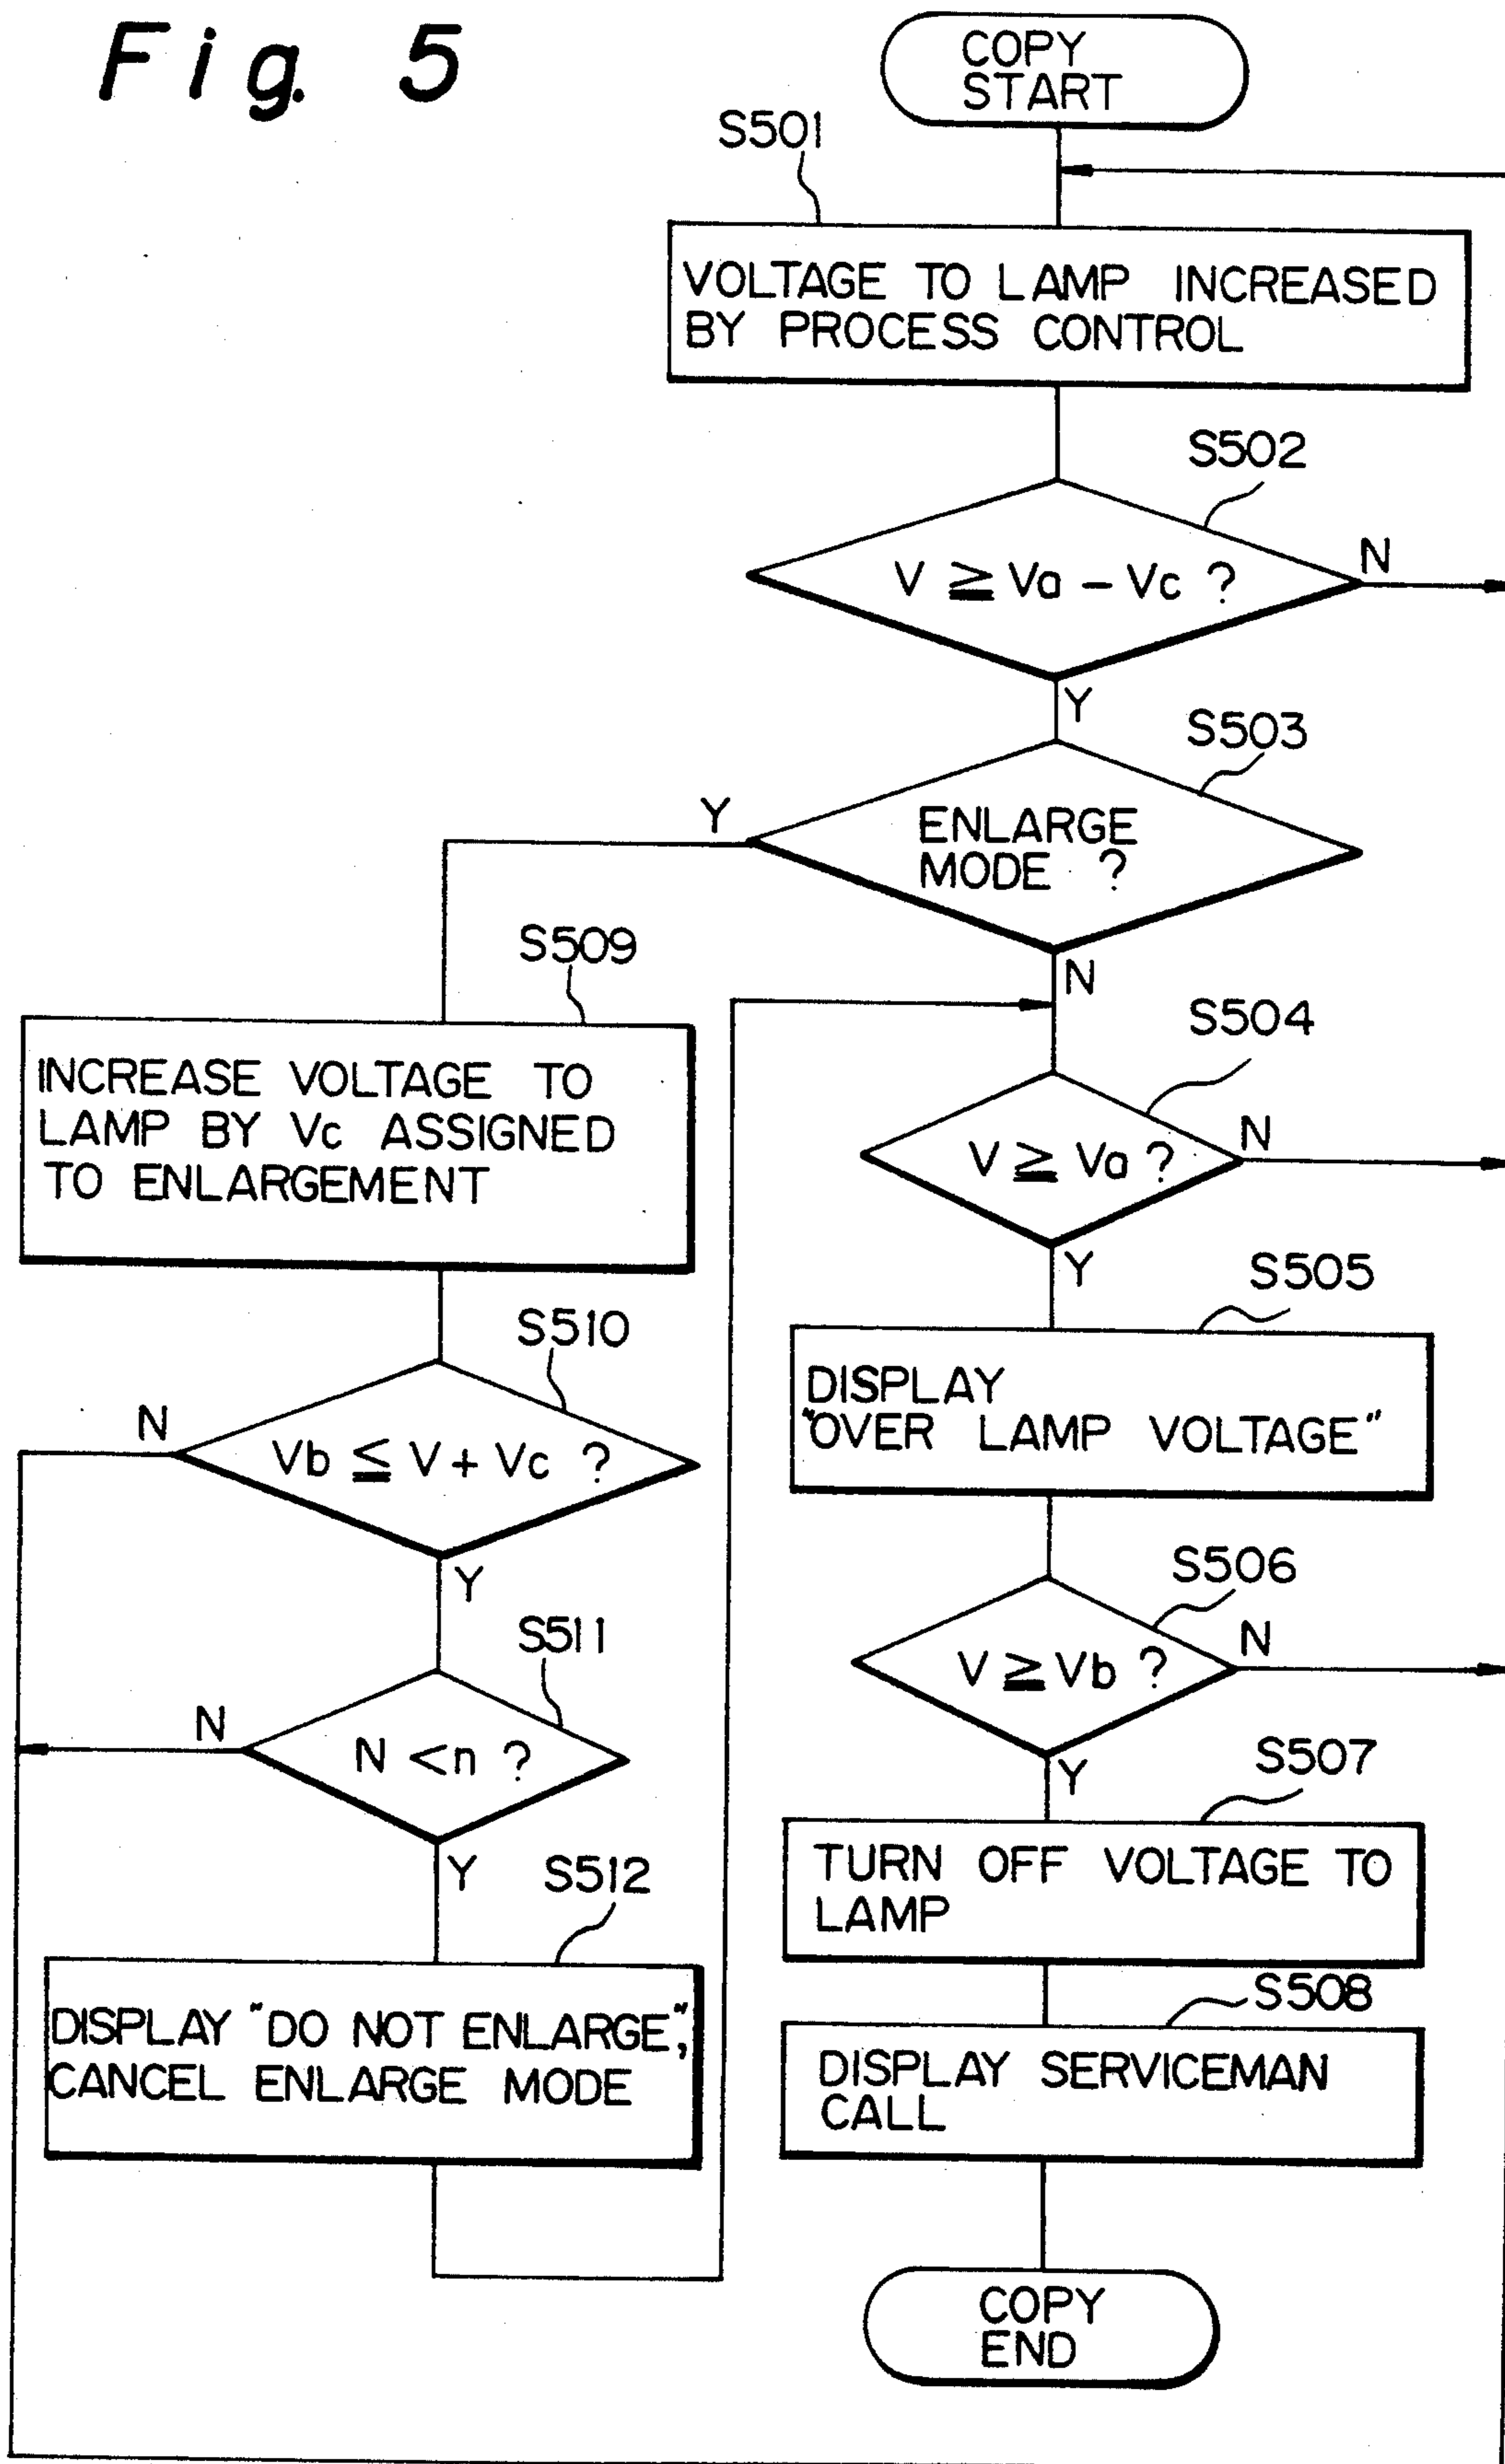 Fig. 5
COPY
START
S501
VOLTAGE TO LAMP INCREASED
BY PROCESS CONTROL
S502
V ≧ Va - Vc ?
N
Y
S503
ENLARGE
MODE ?
Y
N
S509
INCREASE VOLTAGE TO
LAMP BY Vc ASSIGNED
TO ENLARGEMENT
S504
V ≧ Va ?
N
Y
S505
DISPLAY
"OVER LAMP VOLTAGE"
S510
Vb ≦ V + Vc ?
N
Y
S506
V ≧ Vb ?
N
Y
S511
N < n ?
N
Y
S507
TURN OFF VOLTAGE TO
LAMP
S512
DISPLAY "DO NOT ENLARGE",
CANCEL ENLARGE MODE
S508
DISPLAY SERVICEMAN
CALL
COPY
END